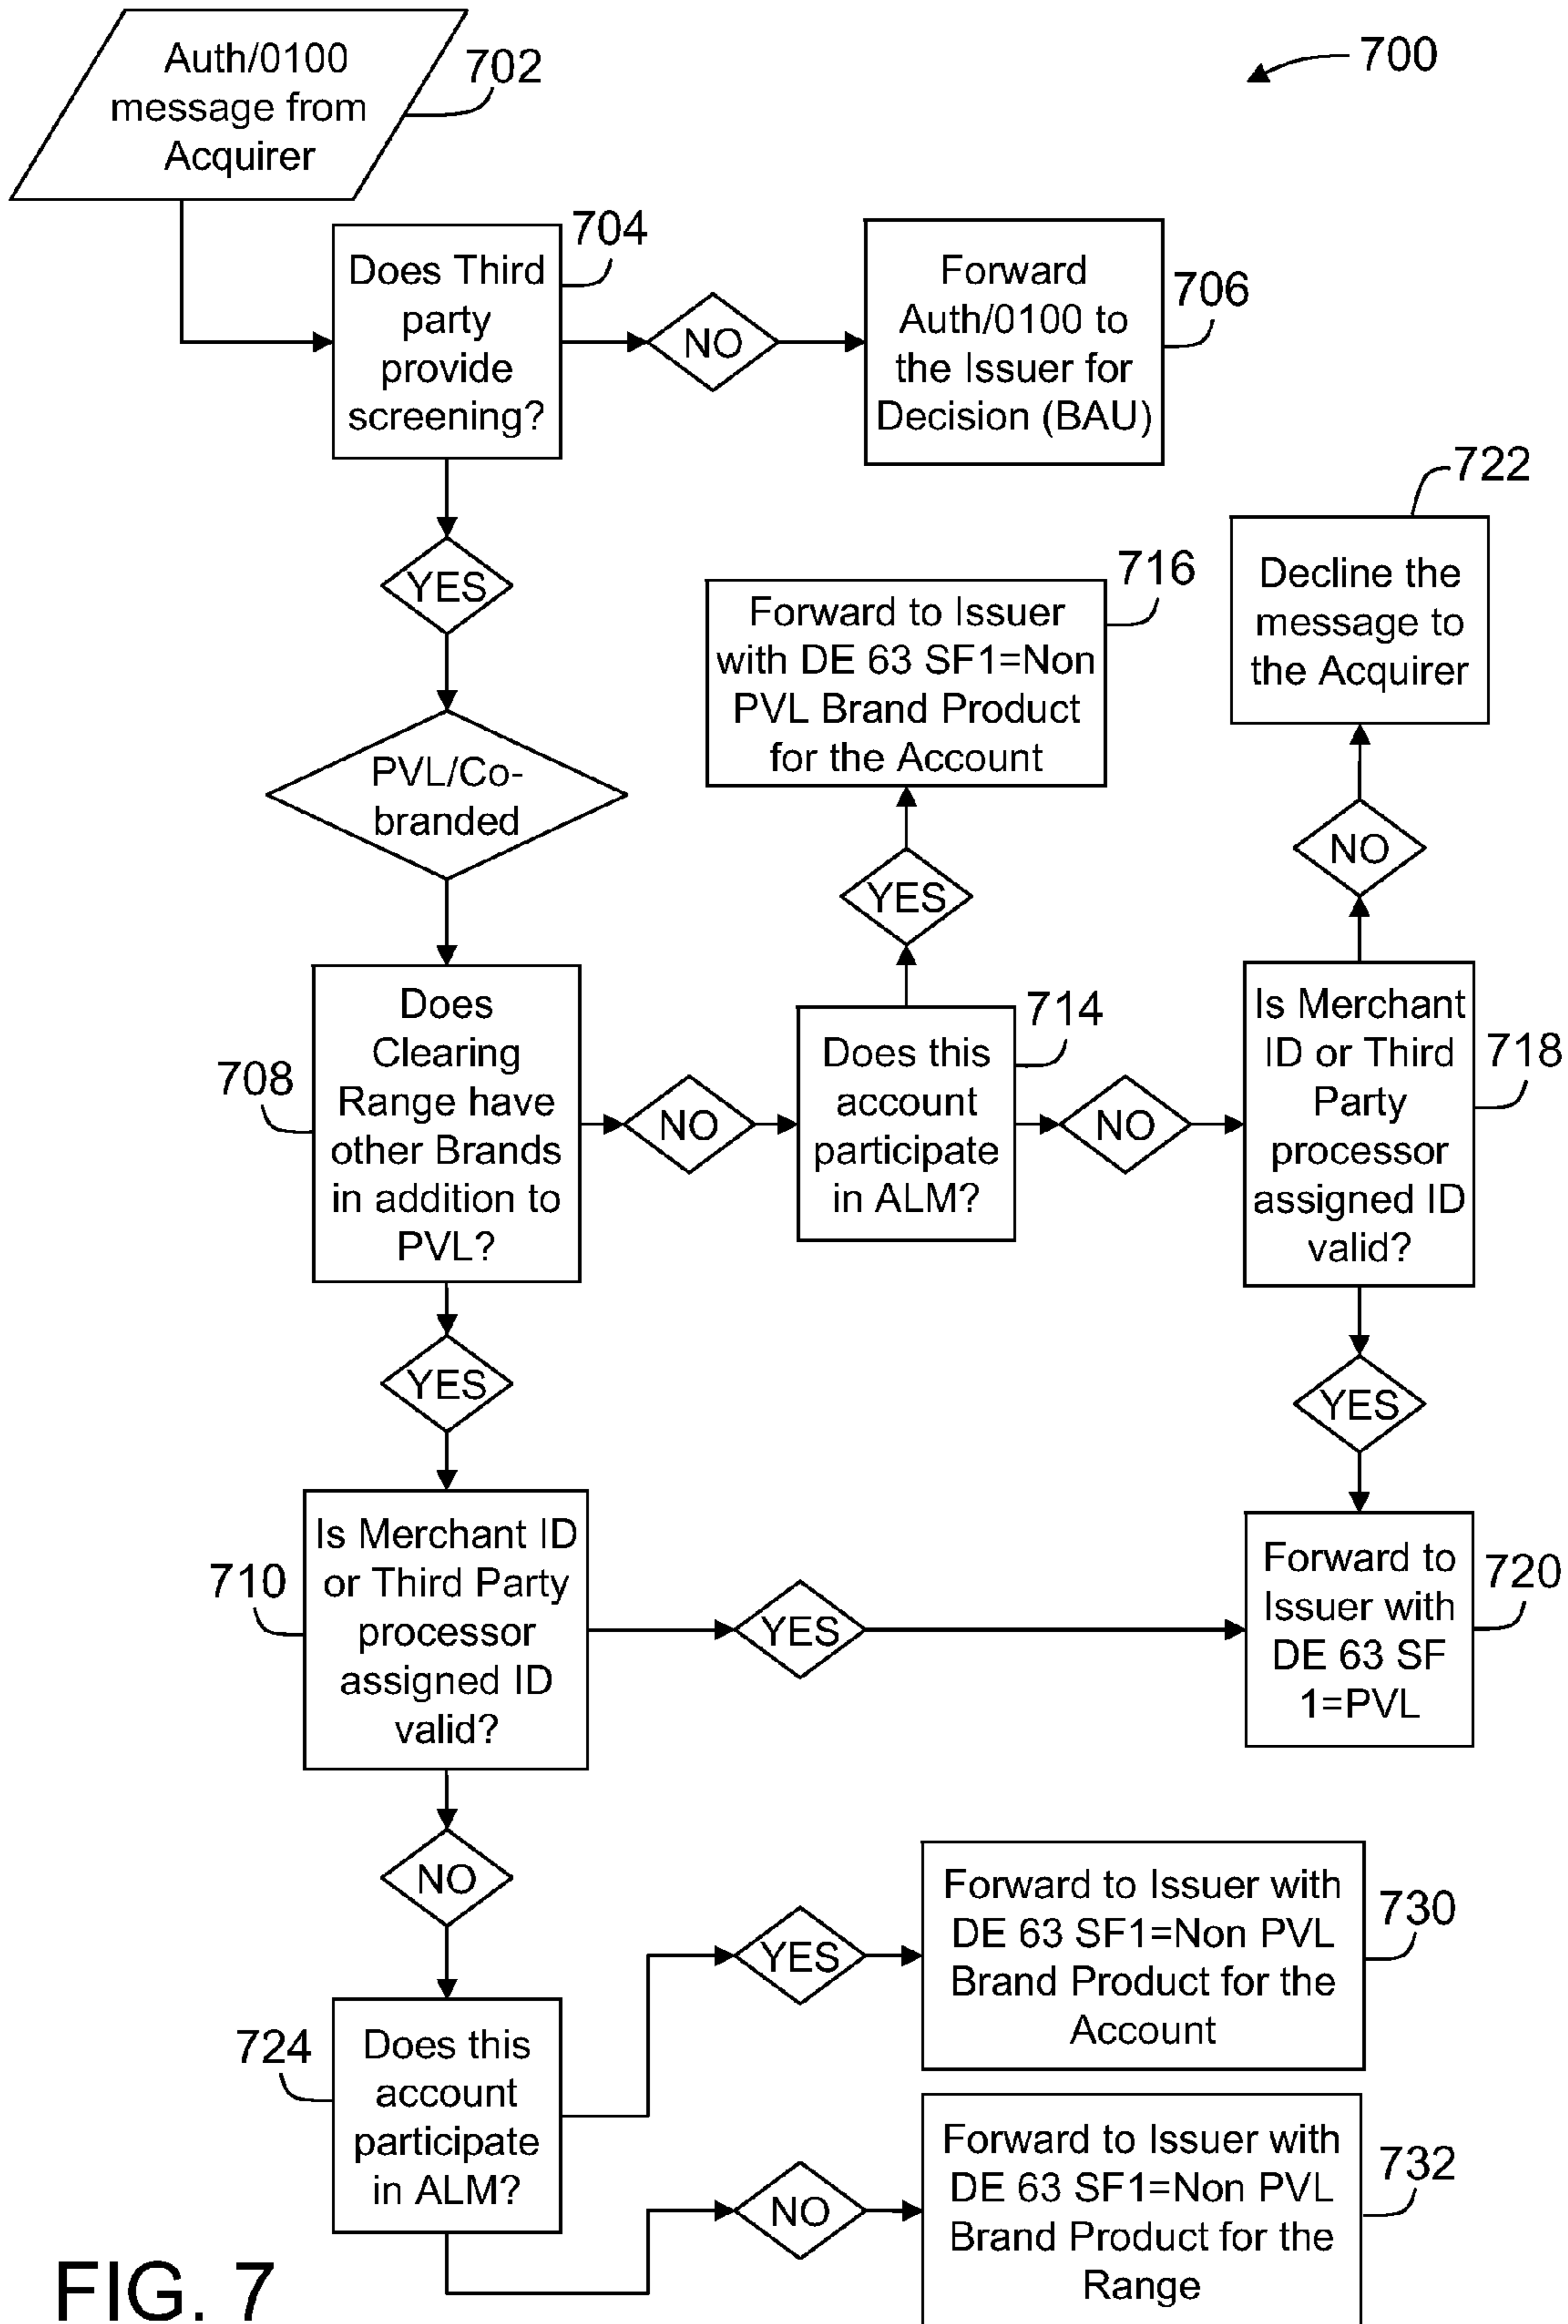 Auth/0100
message from
Acquirer
702
700
Does Third
party
provide
screening?
704
NO
Forward
Auth/0100 to
the Issuer for
Decision (BAU)
706
YES
PVL/Co-
branded
722
Decline the
message to
the Acquirer
716
Forward to Issuer
with DE 63 SF1=Non
PVL Brand Product
for the Account
YES
NO
708
Does
Clearing
Range have
other Brands
in addition to
PVL?
NO
714
Does this
account
participate
in ALM?
NO
718
Is Merchant
ID or Third
Party
processor
assigned ID
valid?
YES
YES
710
Is Merchant ID
or Third Party
processor
assigned ID
valid?
YES
720
Forward to
Issuer with
DE 63 SF
1=PVL
NO
724
Does this
account
participate
in ALM?
YES
730
Forward to Issuer with
DE 63 SF1=Non PVL
Brand Product for the
Account
NO
732
Forward to Issuer with
DE 63 SF1=Non PVL
Brand Product for the
Range
FIG. 7